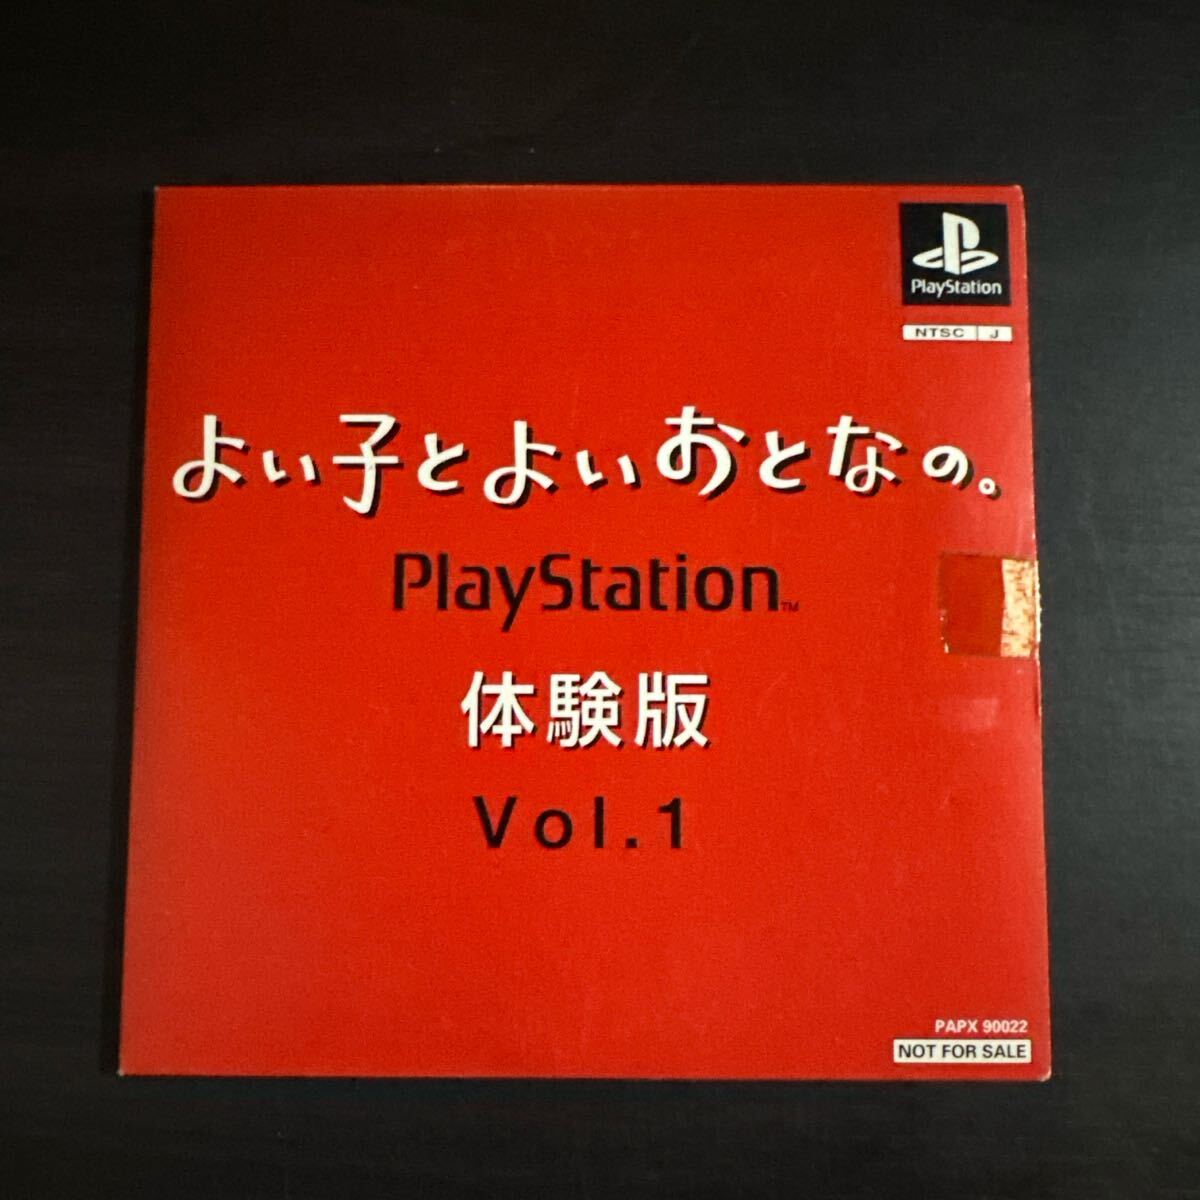 PlayStation
NTSC J
よい子とよいおとなの。
PlayStation™
体験版
Vol.1
PAPX 90022
NOT FOR SALE